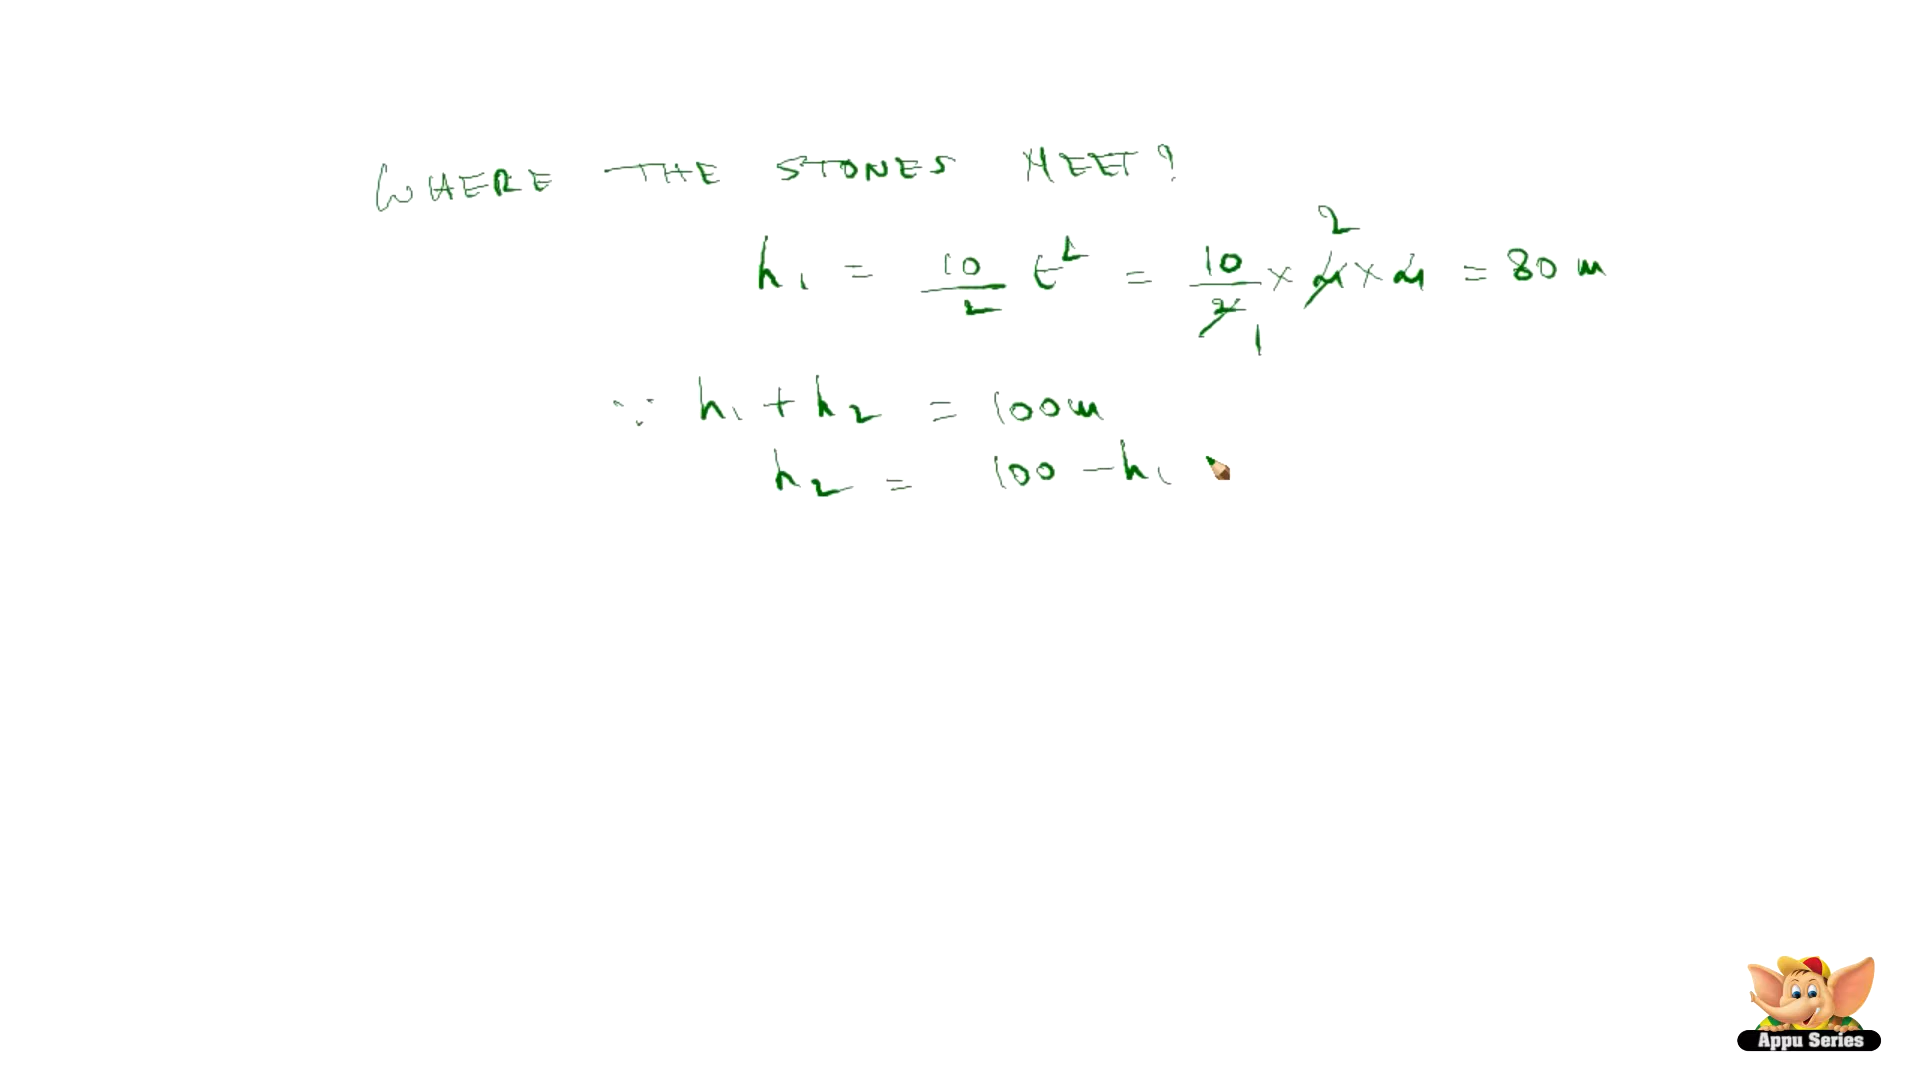 WHERE THE STONES MEET?
h₁ = 10/2 t² = 10/2 1 × 4 2 × 4 = 80 m
∵ h₁ + h₂ = 100m
h₂ = 100 - h₁
Appu Series